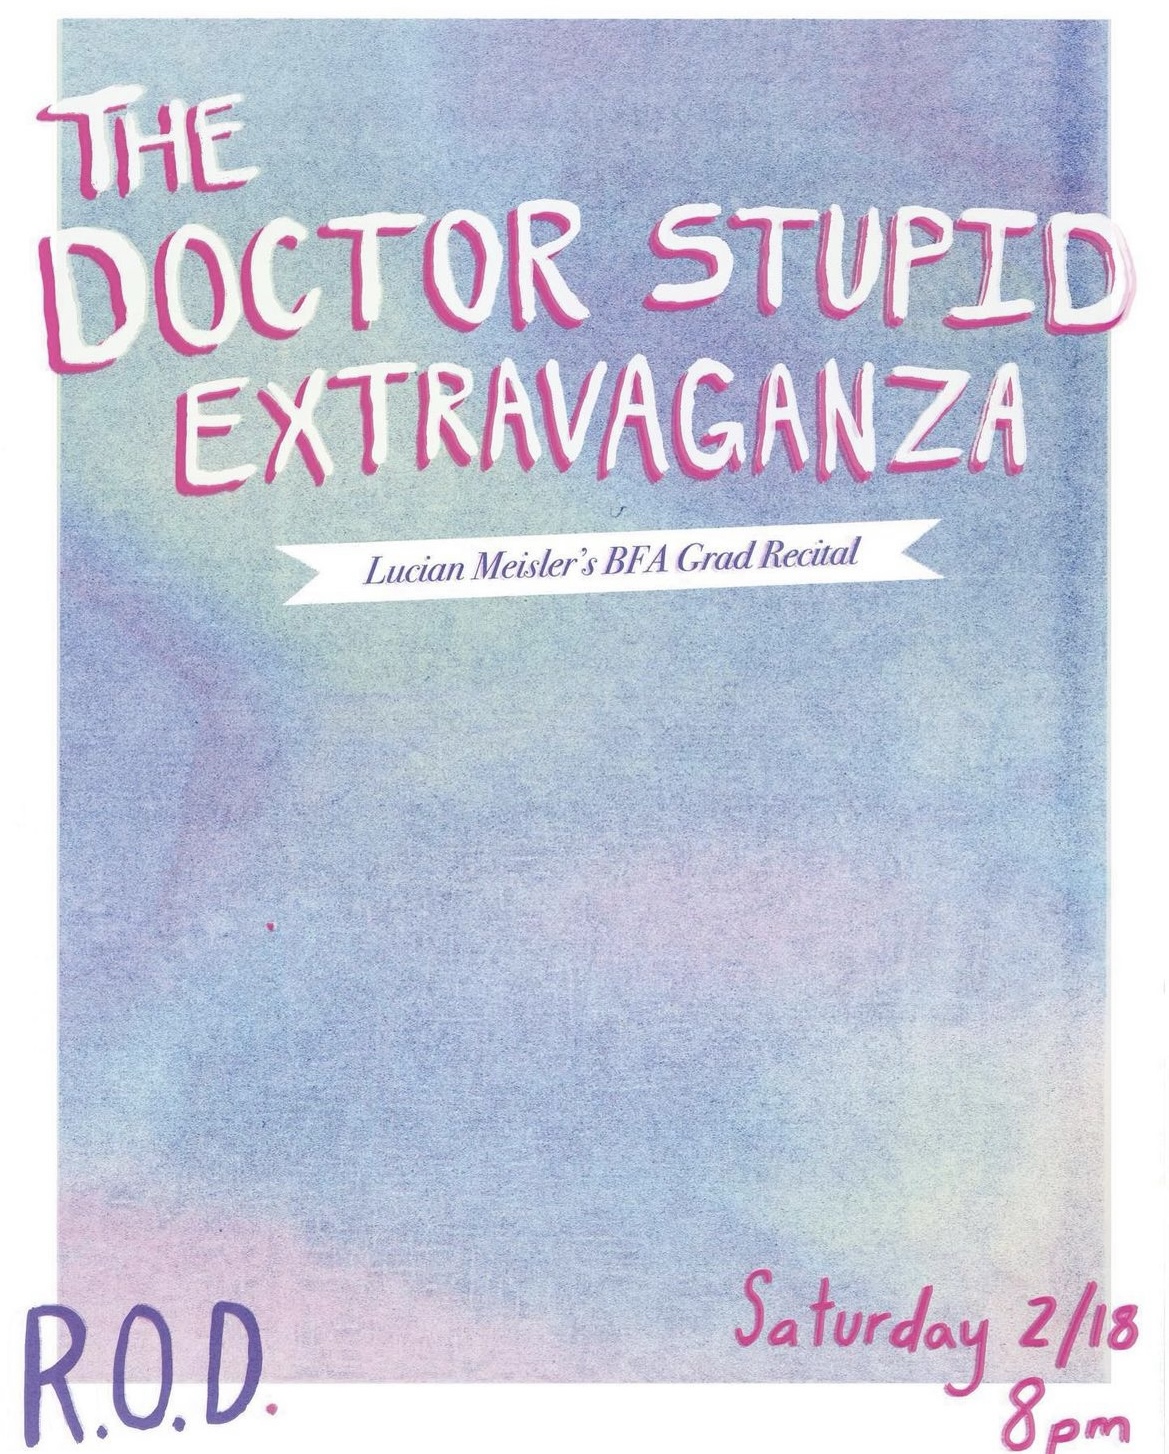 THE
DOCTOR STUPID
EXTRAVAGANZA
Lucian Meisler's BFA Grad Recital
R.O.D.
Saturday 2/18
8pm